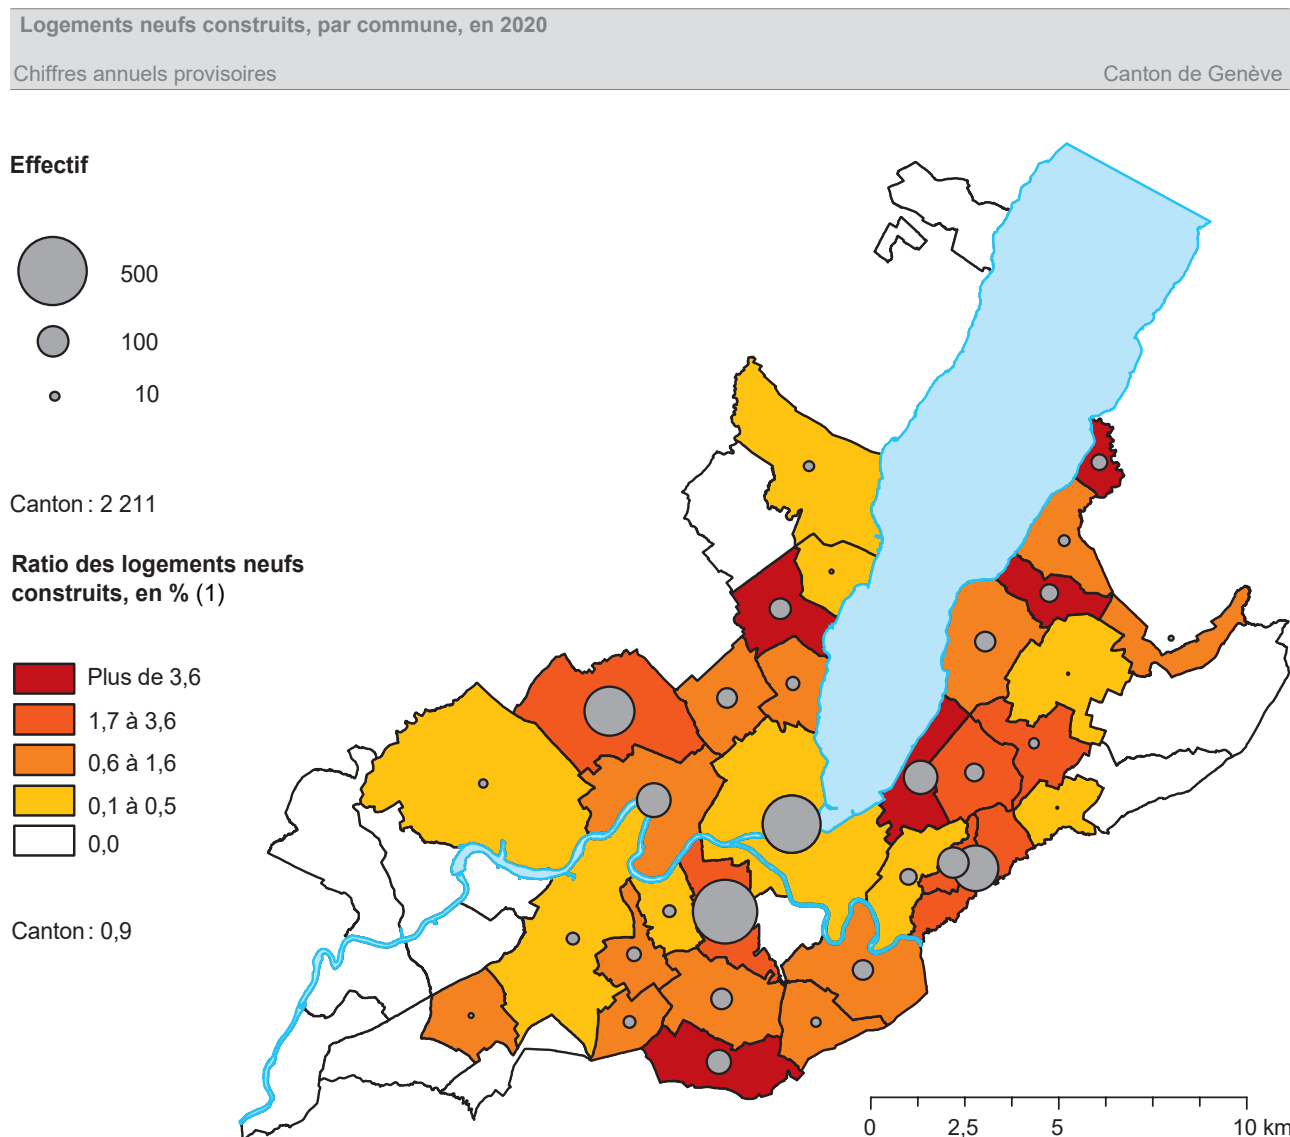 Logements neufs construits, par commune, en 2020
Chiffres annuels provisoires
Canton de Genève
Effectif
500
100
10
Canton : 2 211
Ratio des logements neufs
construits, en % (1)
Plus de 3,6
1,7 à 3,6
0,6 à 1,6
0,1 à 0,5
0,0
Canton : 0,9
0 2,5 5 10 km